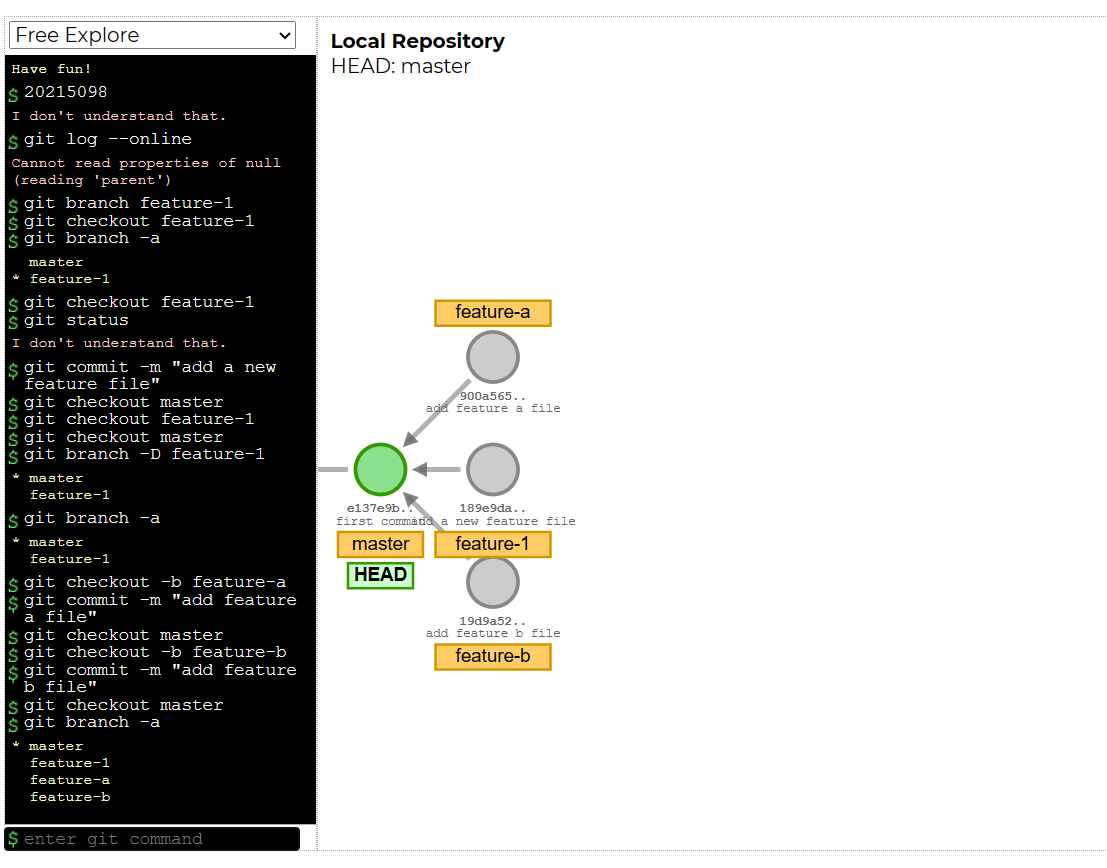 Free Explore
Have fun!
$ 20215098
I don't understand that.
$ git log --online
Cannot read properties of null
(reading 'parent')
$ git branch feature-1
$ git checkout feature-1
$ git branch -a
master
* feature-1
$ git checkout feature-1
$ git status
I don't understand that.
$ git commit -m "add a new
feature file"
$ git checkout master
$ git checkout feature-1
$ git checkout master
$ git branch -D feature-1
* master
feature-1
$ git branch -a
* master
feature-1
$ git checkout -b feature-a
$ git commit -m "add feature
a file"
$ git checkout master
$ git checkout -b feature-b
$ git commit -m "add feature
b file"
$ git checkout master
$ git branch -a
* master
feature-1
feature-a
feature-b
$ enter git command
Local Repository
HEAD: master
feature-a
900a565..
add feature a file
e137e9b..
first commit
master
HEAD
189e9da..
add a new feature file
feature-1
19d9a52..
add feature b file
feature-b